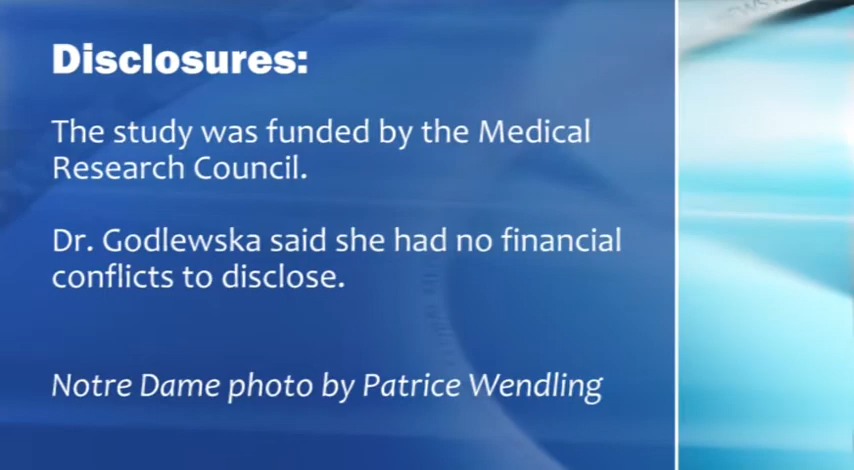 Disclosures:
The study was funded by the Medical
Research Council.
Dr. Godlewska said she had no financial
conflicts to disclose.
Notre Dame photo by Patrice Wendling